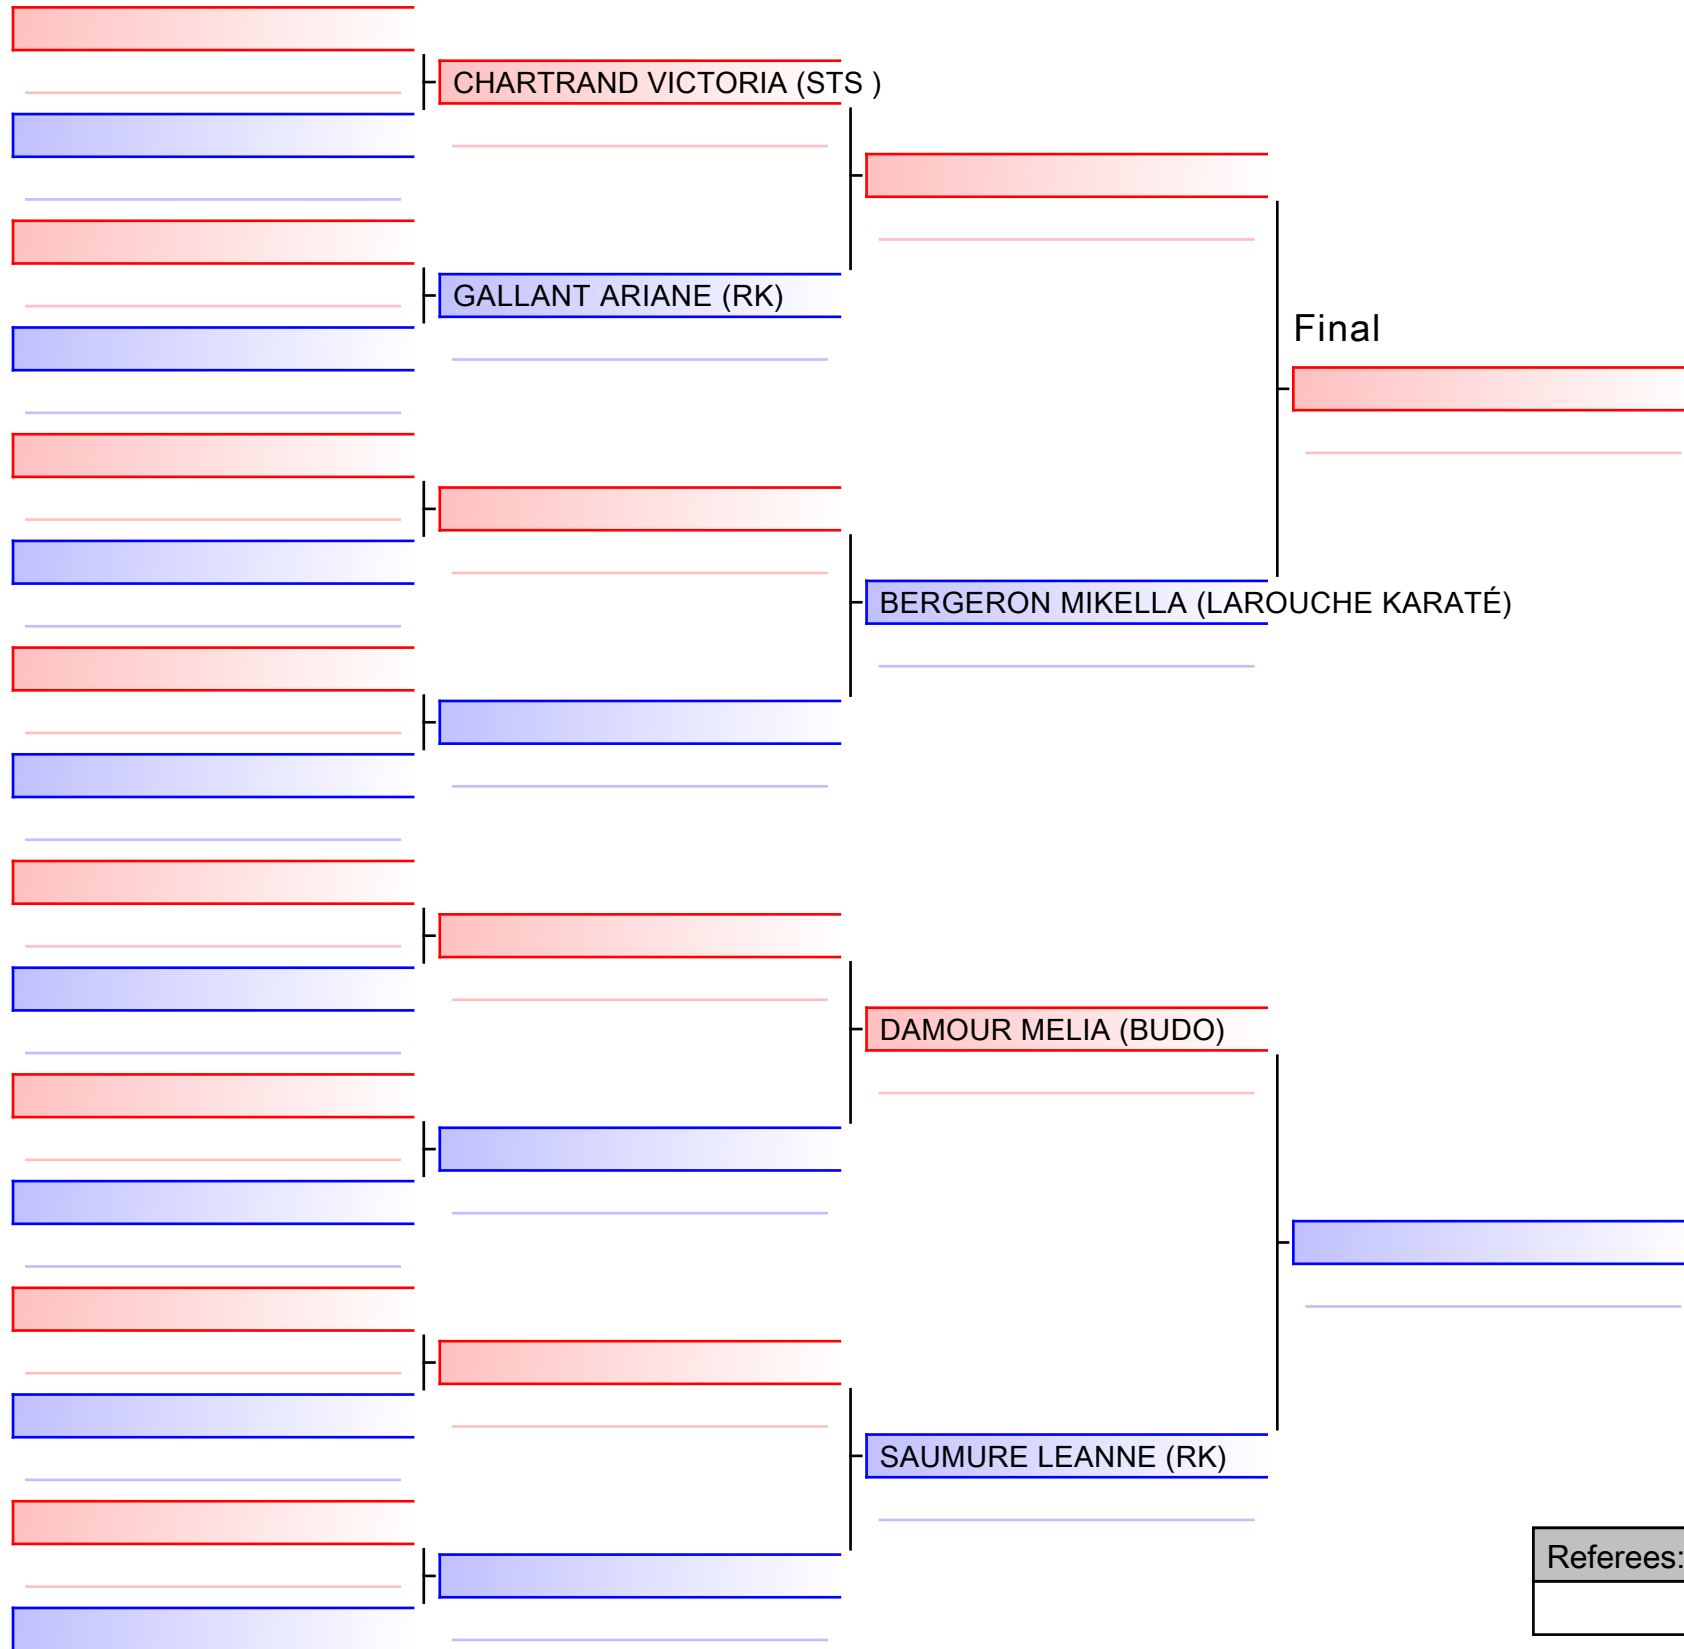 CHARTRAND VICTORIA (STS )
GALLANT ARIANE (RK)
Final
BERGERON MIKELLA (LAROUCHE KARATÉ)
DAMOUR MELIA (BUDO)
SAUMURE LEANNE (RK)
Referees: